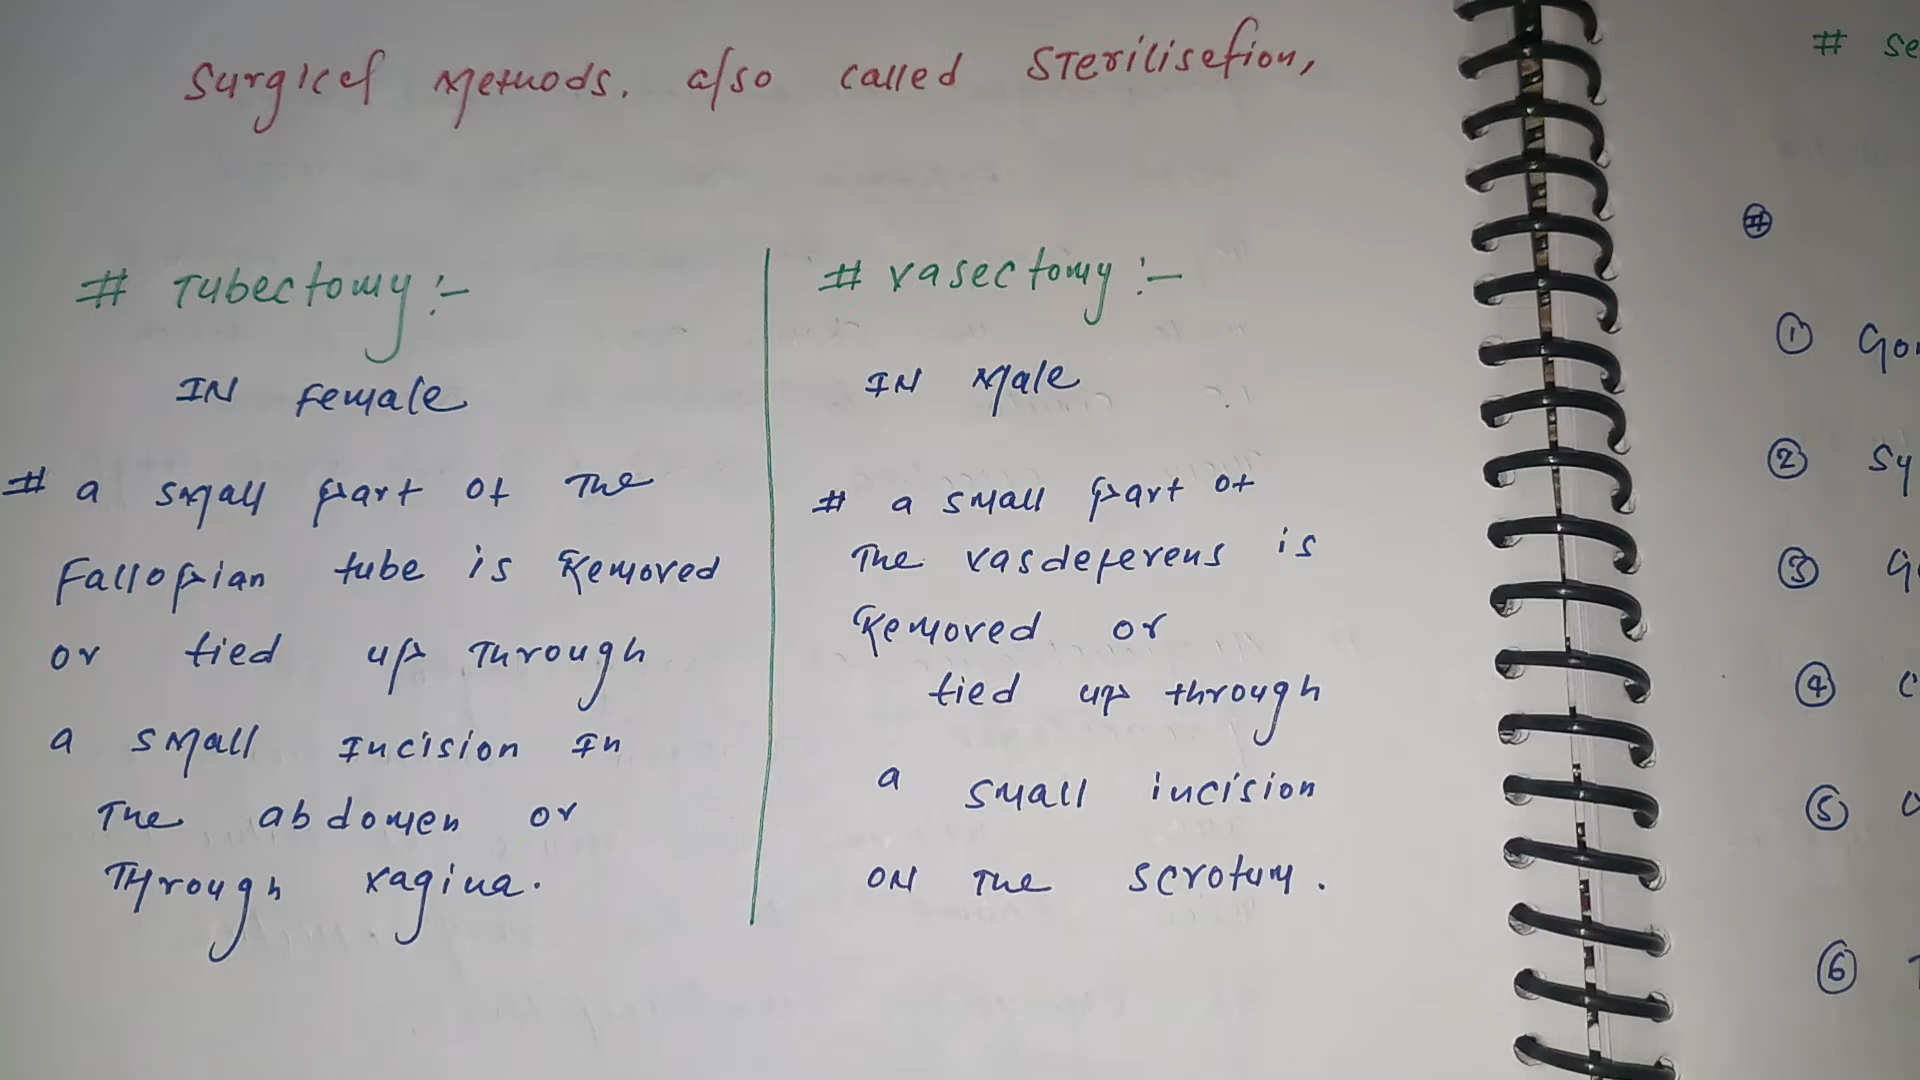 Surgical Methods. also called Sterilisation,
# Tubectomy :-
IN female
# a small part of the
Fallopian tube is Removed
or tied up Through
a small Incision In
The abdomen or
Through vagina.
# vasectomy :-
IN Male
# a small part of
The vasdeferens is
Removed or
tied up through
a small incision
ON The scrotum.
# Se
#
① Go
② Sy
③ G
④ C
⑤
⑥